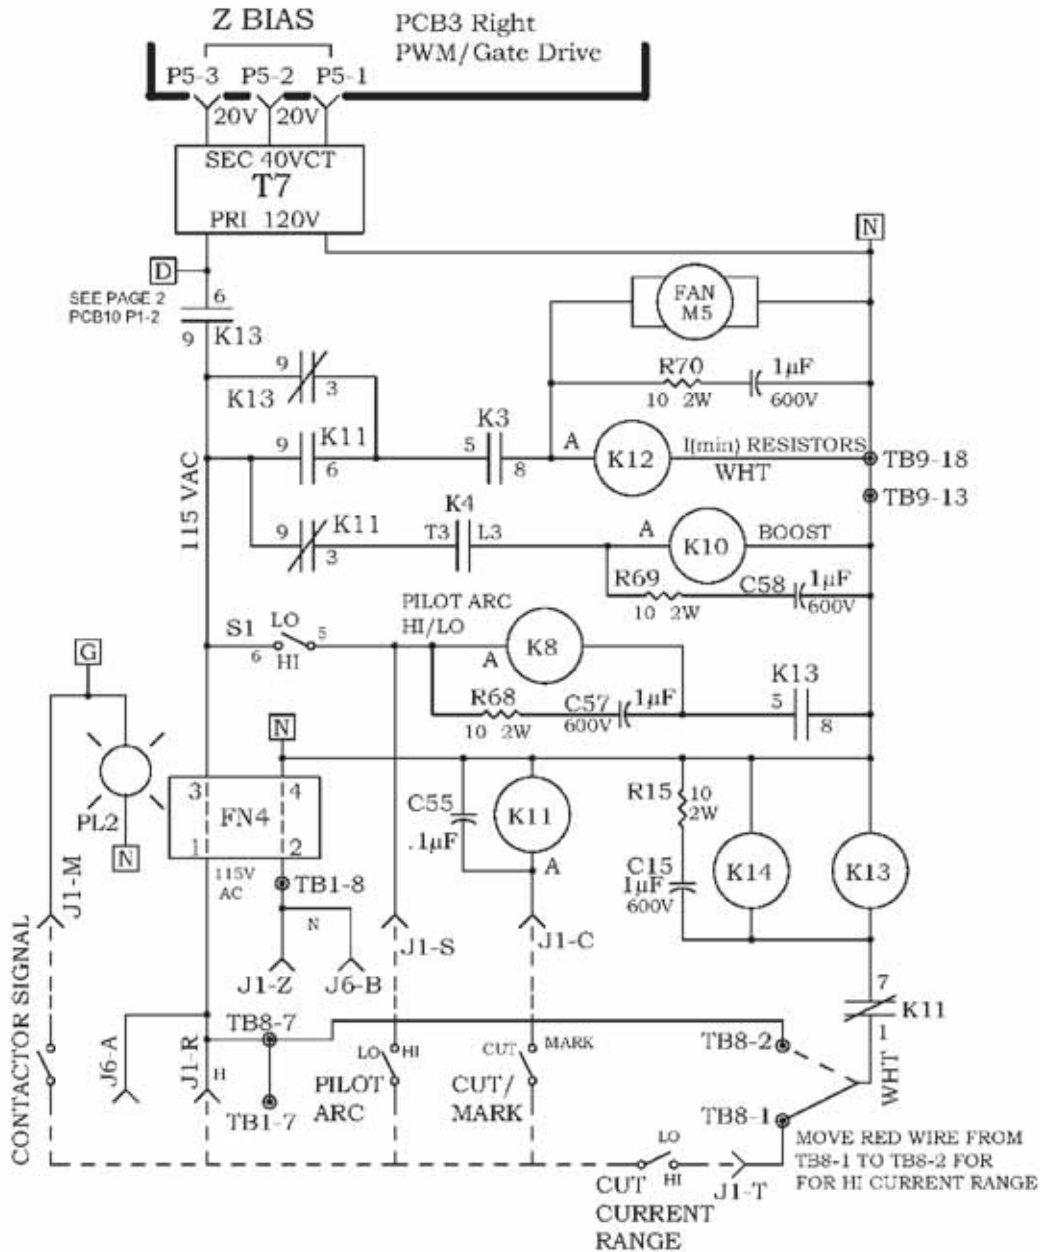 Z BIAS
PCB3 Right
PWM/Gate Drive
P5-3 P5-2 P5-1
20V 20V
SEC 40VCT
T7
PRI 120V
N
D
SEE PAGE 2
PCB10 P1-2
6
9 K13
FAN
M5
9
3
K13
R70
10 2W
1µF
600V
115 VAC
9 K11
6
K3
5
8
A
K12
I(min) RESISTORS
WHT
TB9-18
TB9-13
9 K11
3
K4
T3 L3
A
K10
BOOST
R69
10 2W
C58
1µF
600V
PILOT ARC
HI/LO
S1
LO
HI
6
5
A
K8
R68
10 2W
C57
600V
1µF
K13
5
8
G
PL2
N
N
3 4
FN4
1 2
115V
AC
TB1-8
N
J1-Z
J6-B
C55
.1µF
K11
A
R15
10
2W
C15
1µF
600V
K14
K13
J1-M
J1-S
J1-C
CONTACTOR SIGNAL
J6-A
J1-R
H
TB8-7
TB1-7
LO HI
PILOT
ARC
CUT MARK
CUT/
MARK
7
K11
1
TB8-2
WHT
TB8-1
MOVE RED WIRE FROM
TB8-1 TO TB8-2 FOR
FOR HI CURRENT RANGE
LO
HI
CUT
CURRENT
RANGE
J1-T